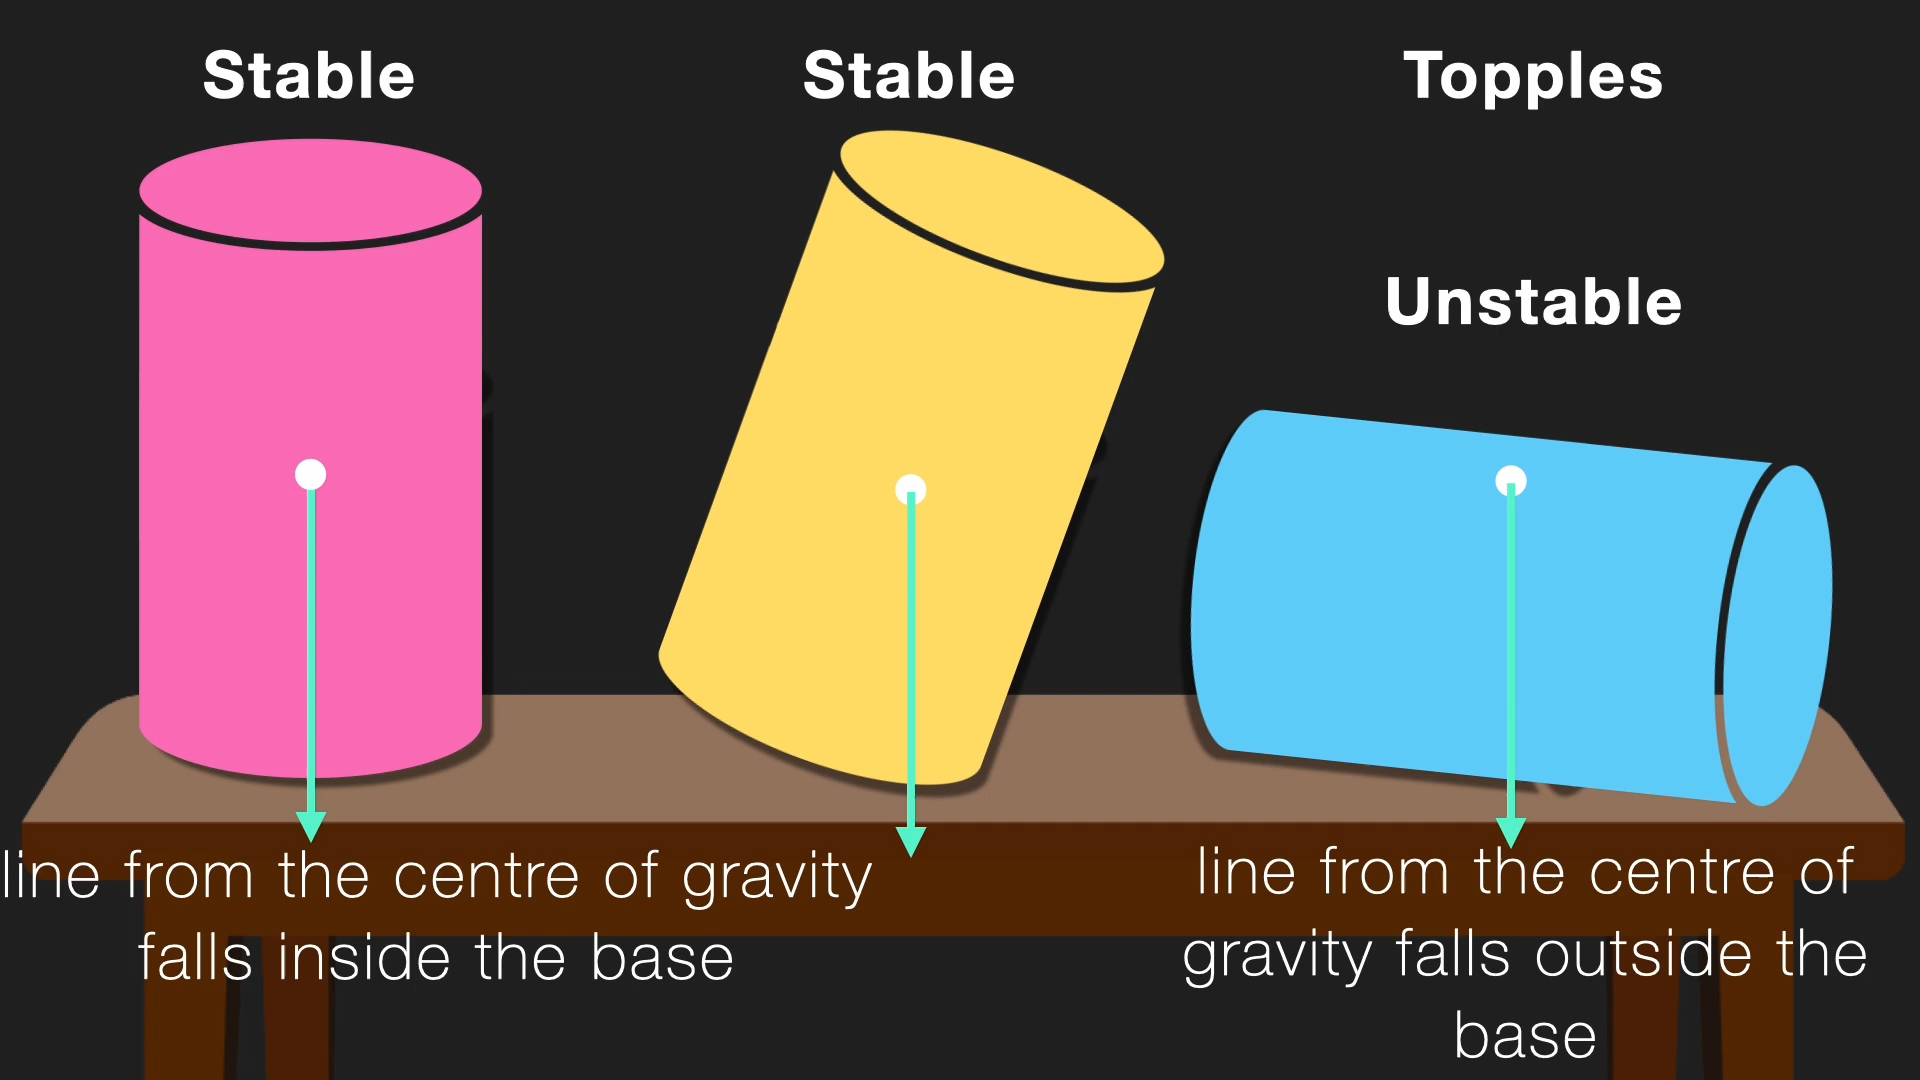 Stable
Stable
Topples
Unstable
line from the centre of gravity
falls inside the base
line from the centre of
gravity falls outside the
base